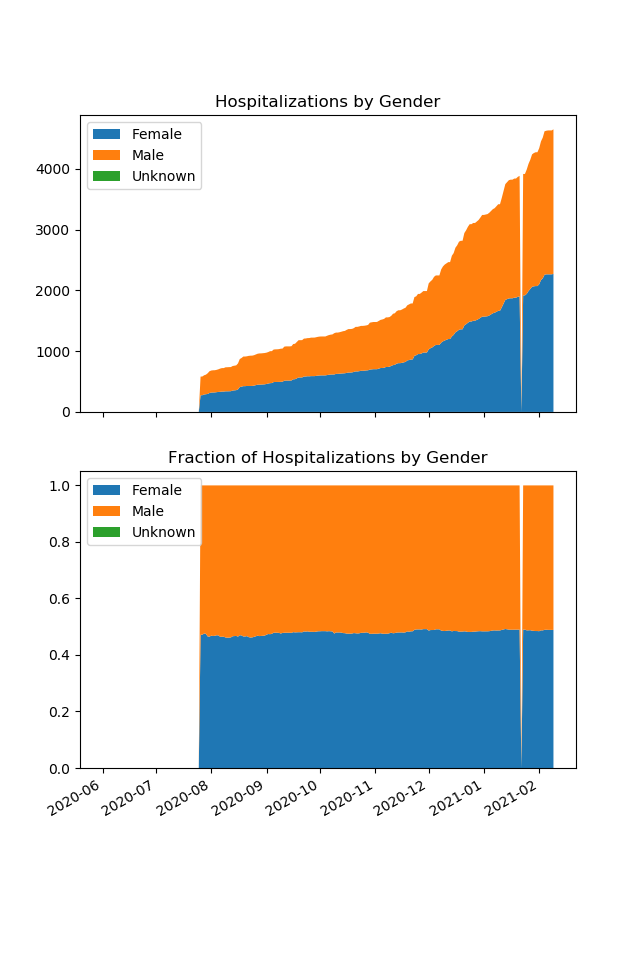 Hospitalizations by Gender
Female
Male
Unknown
4000
3000
2000
1000
0
Fraction of Hospitalizations by Gender
Female
Male
Unknown
1.0
0.8
0.6
0.4
0.2
0.0
2020-06
2020-07
2020-08
2020-09
2020-10
2020-11
2020-12
2021-01
2021-02